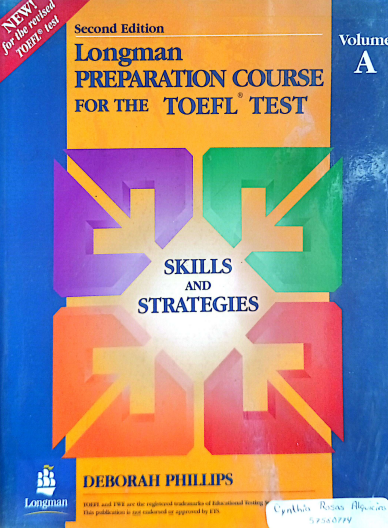 NEW!
for the revised
TOEFL® test
Second Edition
Longman
PREPARATION COURSE
FOR THE TOEFL® TEST
Volume
A
SKILLS
AND
STRATEGIES
DEBORAH PHILLIPS
Longman
TOEFL and TWE are the registered trademarks of Educational Testing
This publication is not endorsed or approved by ETS.
Cynthia Rosas